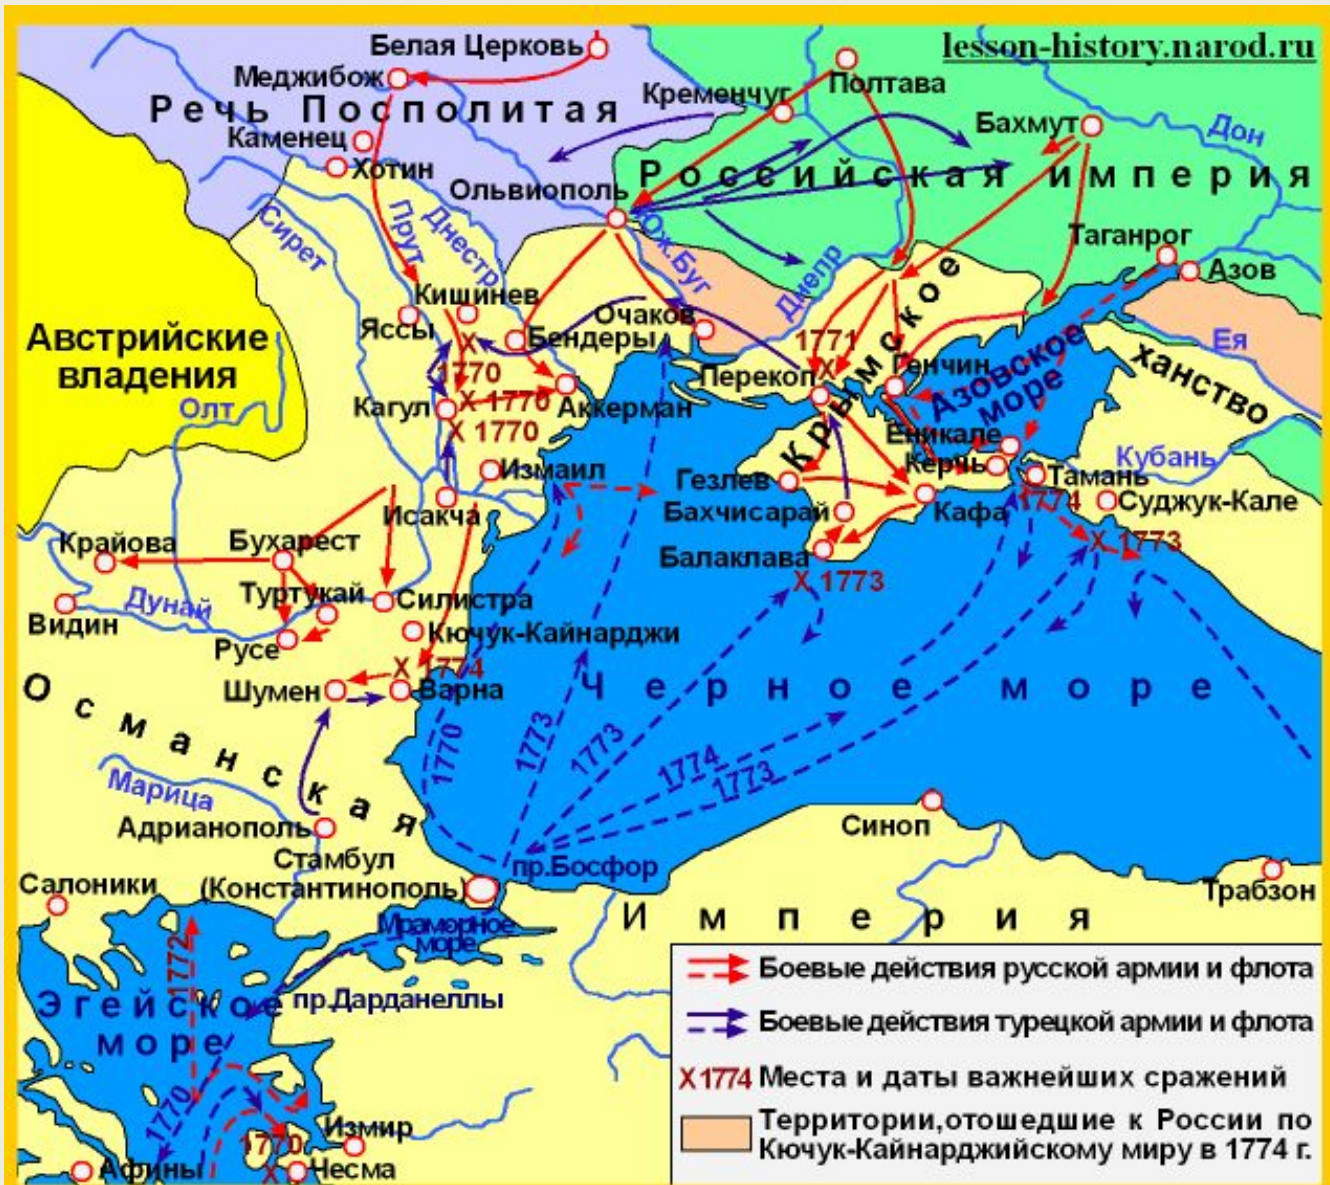 lesson-history.narod.ru
Белая Церковь
Меджибож
Речь Посполитая
Каменец
Хотин
Кременчуг
Полтава
Бахмут
Дон
Российская империя
Ольвиополь
Сирет
Прут
Днестр
Юж.Буг
Днепр
Таганрог
Азов
Кишинев
Яссы
Бендеры
Очаков
1771
Перекоп
Генчин
Крымское
ханство
Азовское
море
Ея
Австрийские
владения
Олт
1770
Кагул
X 1770
Аккерман
X 1770
Измаил
Исакча
Еникале
Керчь
Тамань
Кубань
Гезлев
Бахчисарай
Кафа
1774
Суджук-Кале
Балаклава
X 1773
X 1773
Крайова
Бухарест
Туртукай
Силистра
Видин
Дунай
Русе
Кючук-Кайнарджи
X 1774
Шумен
Варна
Черное море
Османская
Империя
1770
1773
1773
1774
1773
Марица
Адрианополь
Стамбул
(Константинополь)
пр.Босфор
Синоп
Трабзон
Салоники
Мраморное
море
пр.Дарданеллы
1772
Эгейское
море
1770
1770
Измир
Чесма
Афины
Боевые действия русской армии и флота
Боевые действия турецкой армии и флота
X 1774 Места и даты важнейших сражений
Территории,отошедшие к России по
Кючук-Кайнарджийскому миру в 1774 г.